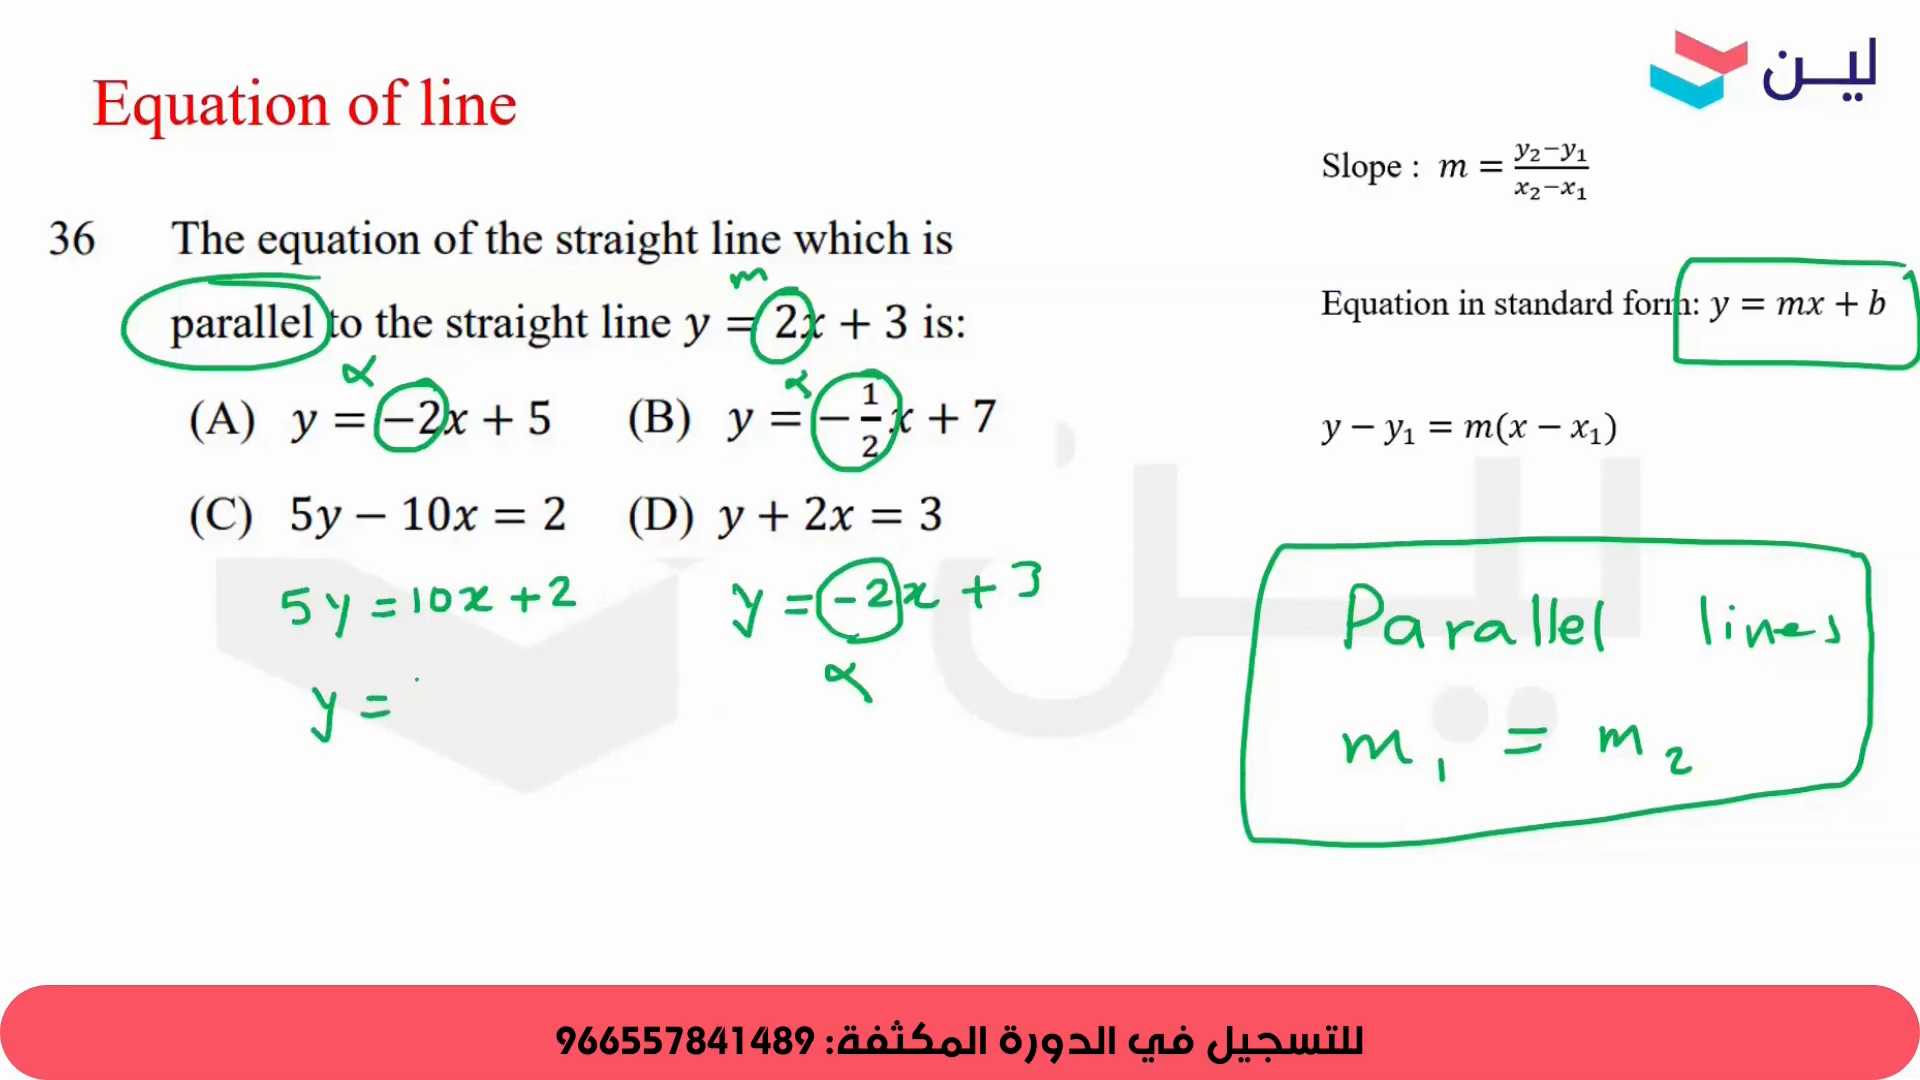 لين
Equation of line
Slope : m = y₂−y₁ / x₂−x₁
36 The equation of the straight line which is
m
parallel to the straight line y = 2x + 3 is:
Equation in standard form: y = mx + b
(A) y = −2x + 5 (B) y = −1/2 x + 7
y − y₁ = m(x − x₁)
(C) 5y − 10x = 2 (D) y + 2x = 3
5y = 10x + 2 y = -2x + 3
y =
Parallel lines
m₁ = m₂
للتسجيل في الدورة المكثفة: 966557841489